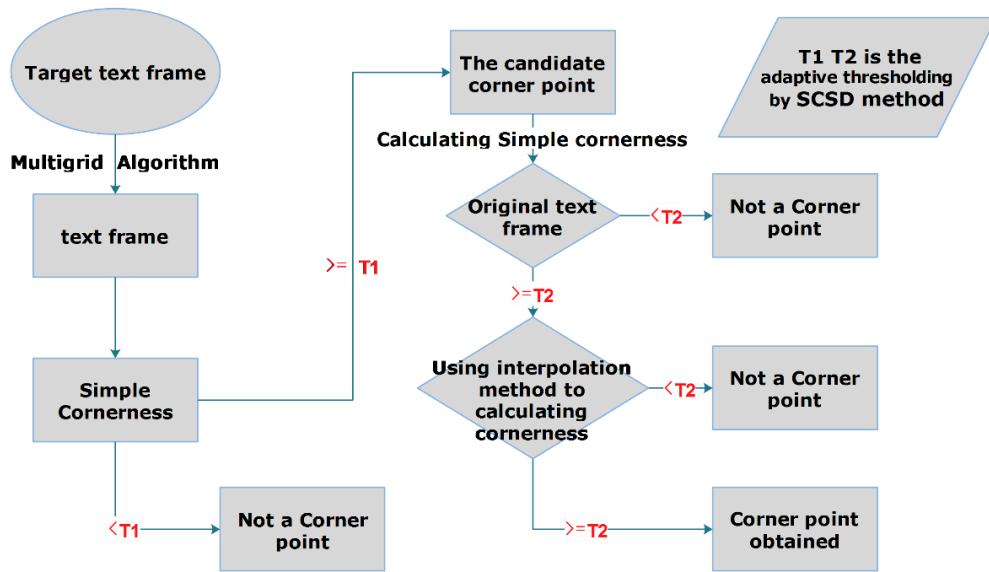 Target text frame
Multigrid Algorithm
text frame
Simple
Cornerness
>= T1
<T1
Not a Corner
point
The candidate
corner point
Calculating Simple cornerness
Original text
frame
<T2
Not a Corner
point
>=T2
Using interpolation
method to
calculating
cornerness
<T2
Not a Corner
point
>=T2
Corner point
obtained
T1 T2 is the
adaptive thresholding
by SCSD method